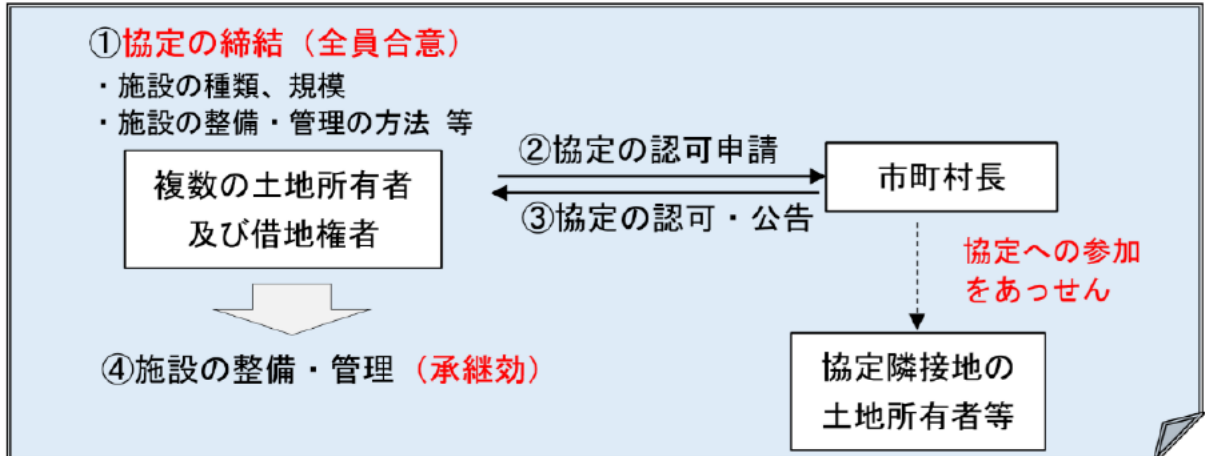 ①協定の締結（全員合意）
・施設の種類、規模
・施設の整備・管理の方法 等
複数の土地所有者
及び借地権者
②協定の認可申請
③協定の認可・公告
市町村長
協定への参加
をあっせん
④施設の整備・管理（承継効）
協定隣接地の
土地所有者等